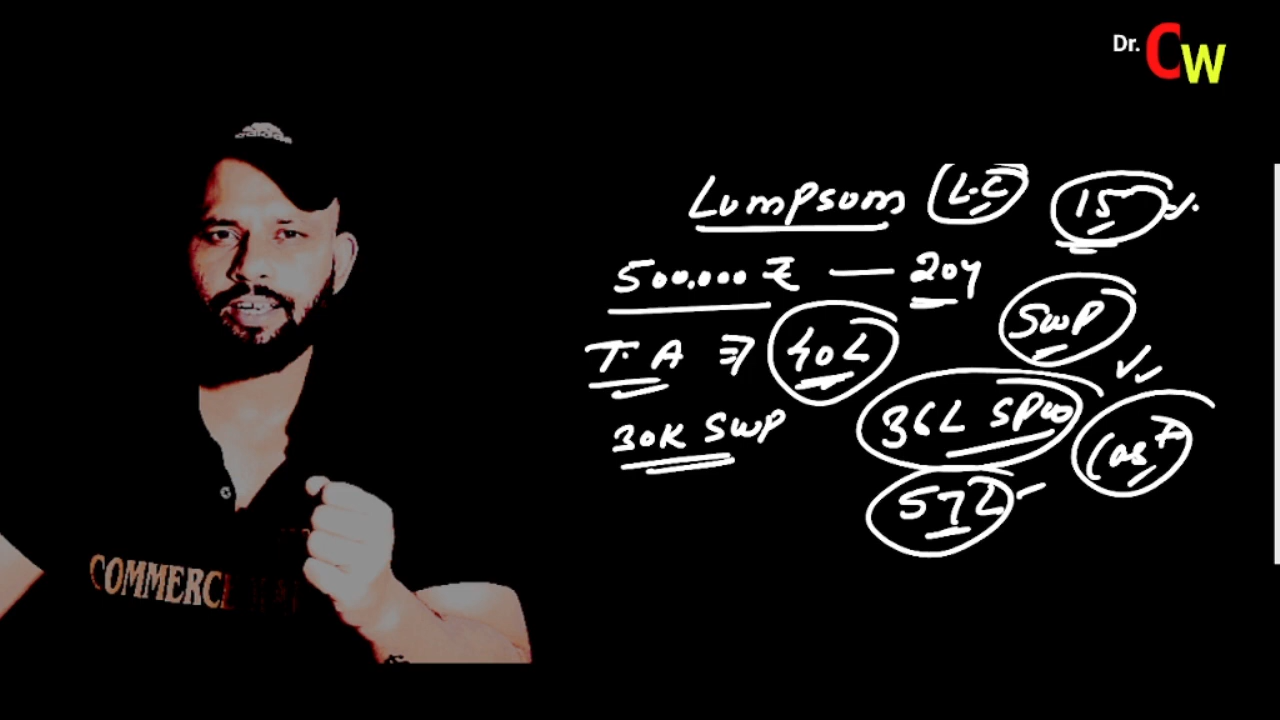 Dr. CW
Lumpsum L.C 15%
500,000 ₹ — 20y
SWP
T.A ⇒ 40L
36L SPW
30K SWP
57L
COMMERC